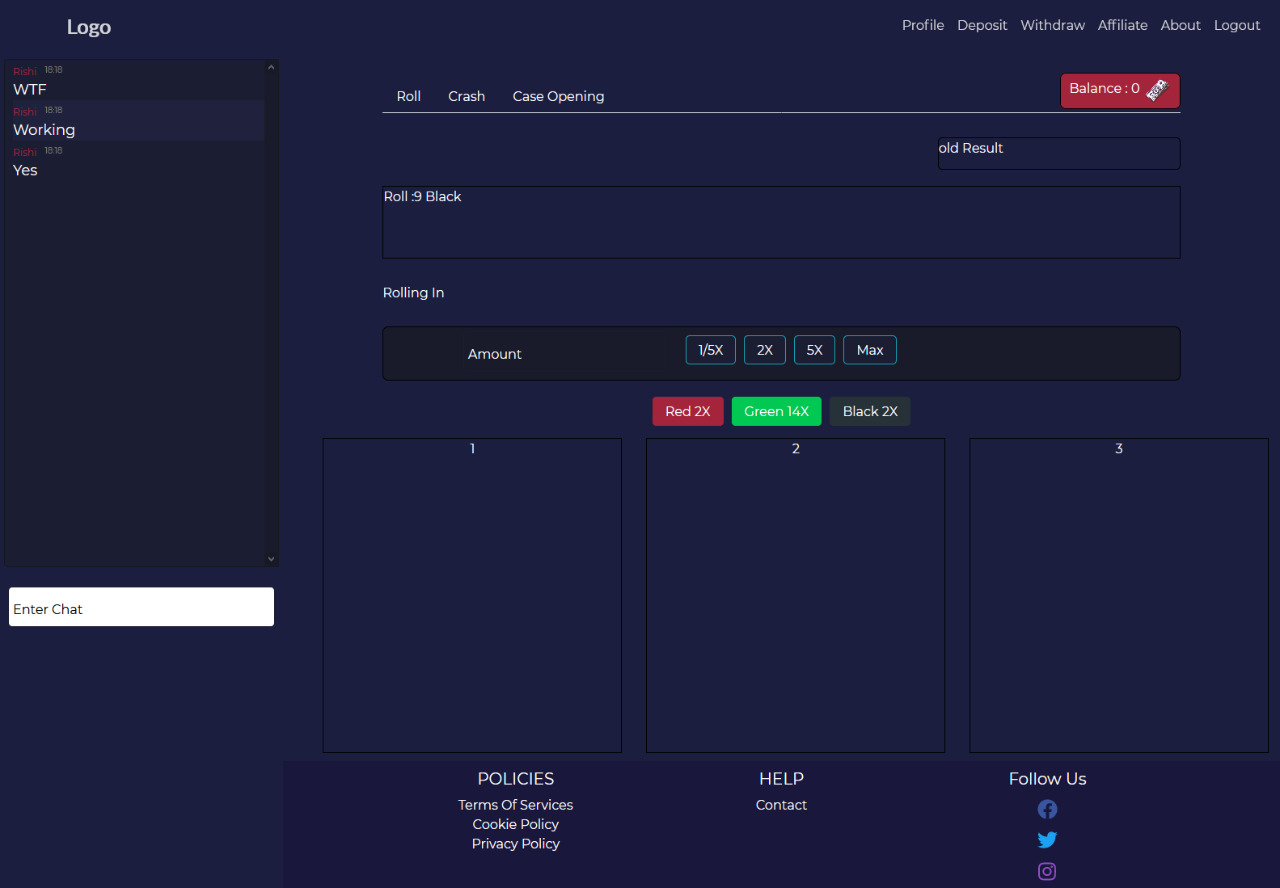 Logo
Profile Deposit Withdraw Affiliate About Logout
Rishi 18:18
WTF
Rishi 18:18
Working
Rishi 18:18
Yes
Enter Chat
Roll Crash Case Opening
Balance : 0
old Result
Roll :9 Black
Rolling In
Amount 1/5X 2X 5X Max
Red 2X Green 14X Black 2X
1 2 3
POLICIES HELP Follow Us
Terms Of Services Contact
Cookie Policy
Privacy Policy